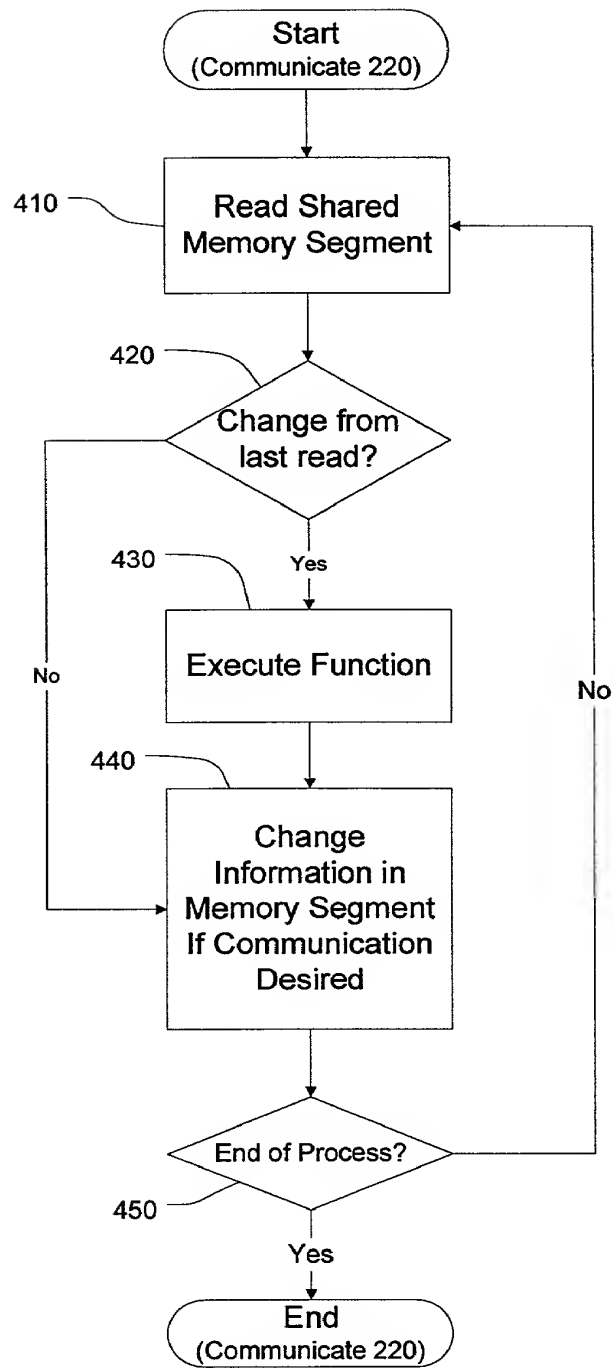 Start
(Communicate 220)
410
Read Shared
Memory Segment
420
Change from
last read?
Yes
430
Execute Function
No
No
440
Change
Information in
Memory Segment
If Communication
Desired
End of Process?
450
Yes
End
(Communicate 220)